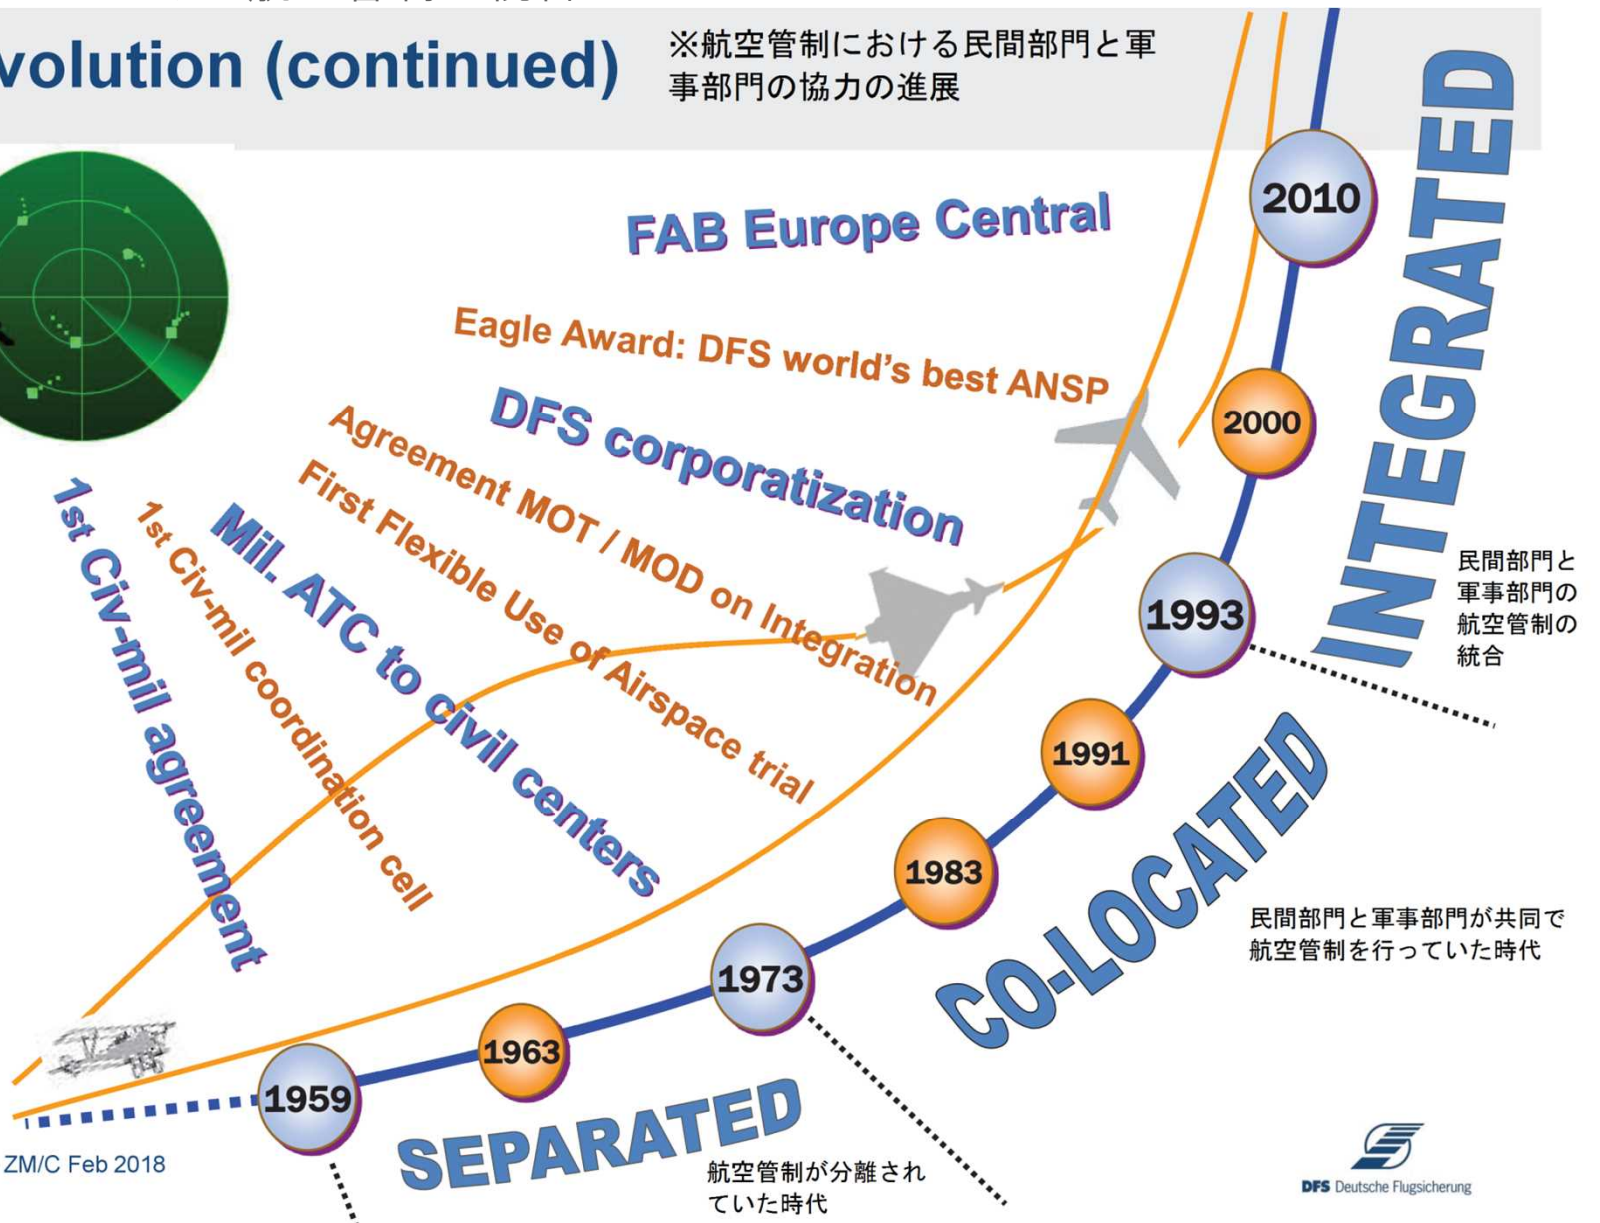 volution (continued)
※航空管制における民間部門と軍
事部門の協力の進展
FAB Europe Central
Eagle Award: DFS world's best ANSP
DFS corporatization
Agreement MOT / MOD on Integration
First Flexible Use of Airspace trial
Mil. ATC to civil centers
1st Civ-mil coordination cell
1st Civ-mil agreement
2010
2000
1993
1991
1983
1973
1963
1959
INTEGRATED
民間部門と
軍事部門の
航空管制の
統合
CO-LOCATED
民間部門と軍事部門が共同で
航空管制を行っていた時代
SEPARATED
航空管制が分離され
ていた時代
ZM/C Feb 2018
DFS Deutsche Flugsicherung